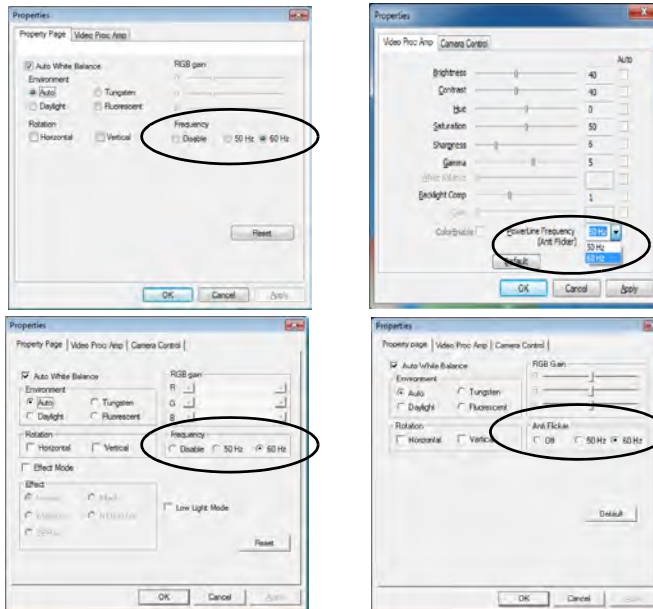 Properties
Property Page Video Proc Amp
Auto White Balance RGB gain
Environment
Auto Tungsten
Daylight Fluorescent
Rotation Frequency
Horizontal Vertical Disable 50 Hz 60 Hz
Reset
OK Cancel Apply
Properties
Video Proc Amp Camera Control
Auto
Brightness 40
Contrast 40
Hue 0
Saturation 50
Sharpness 6
Gamma 5
White Balance
Backlight Comp 1
Gain
ColorEnable PowerLine Frequency
(Anti Flicker)
50 Hz
60 Hz
Default
OK Cancel Apply
Properties
Property Page Video Proc Amp Camera Control
Auto White Balance RGB gain
Environment R
Auto Tungsten G
Daylight Fluorescent B
Rotation Frequency
Horizontal Vertical Disable 50 Hz 60 Hz
Effect Mode
Effect
Low Light Mode
Reset
OK Cancel Apply
Properties
Property page Video Proc Amp Camera Control
Auto White Balance RGB Gain
Environment
Auto Tungsten
Daylight Fluorescent
Rotation Anti Flicker
Horizontal Vertical Off 50 Hz 60 Hz
Default
OK Cancel